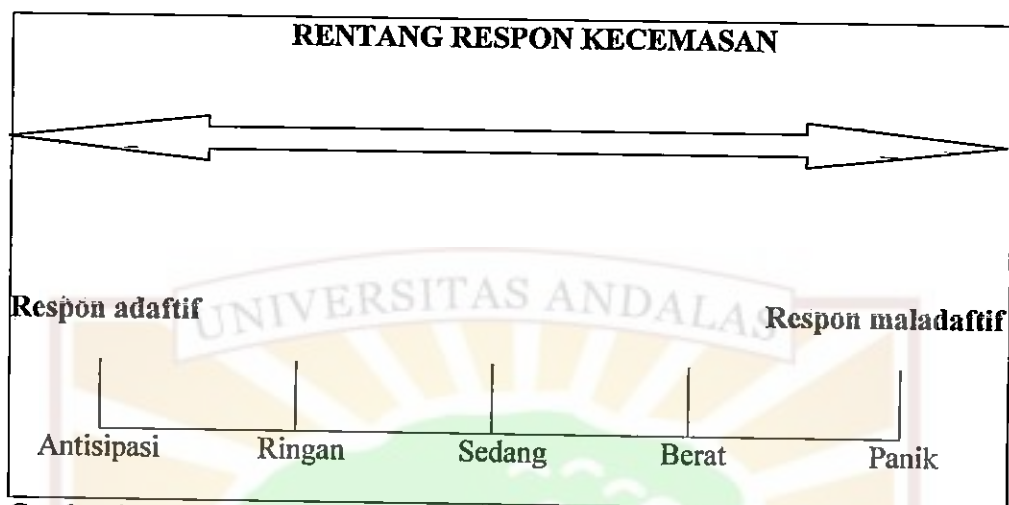 RENTANG RESPON KECEMASAN
UNIVERSITAS ANDALAS
Respon adaftif
Respon maladaftif
Antisipasi Ringan Sedang Berat Panik